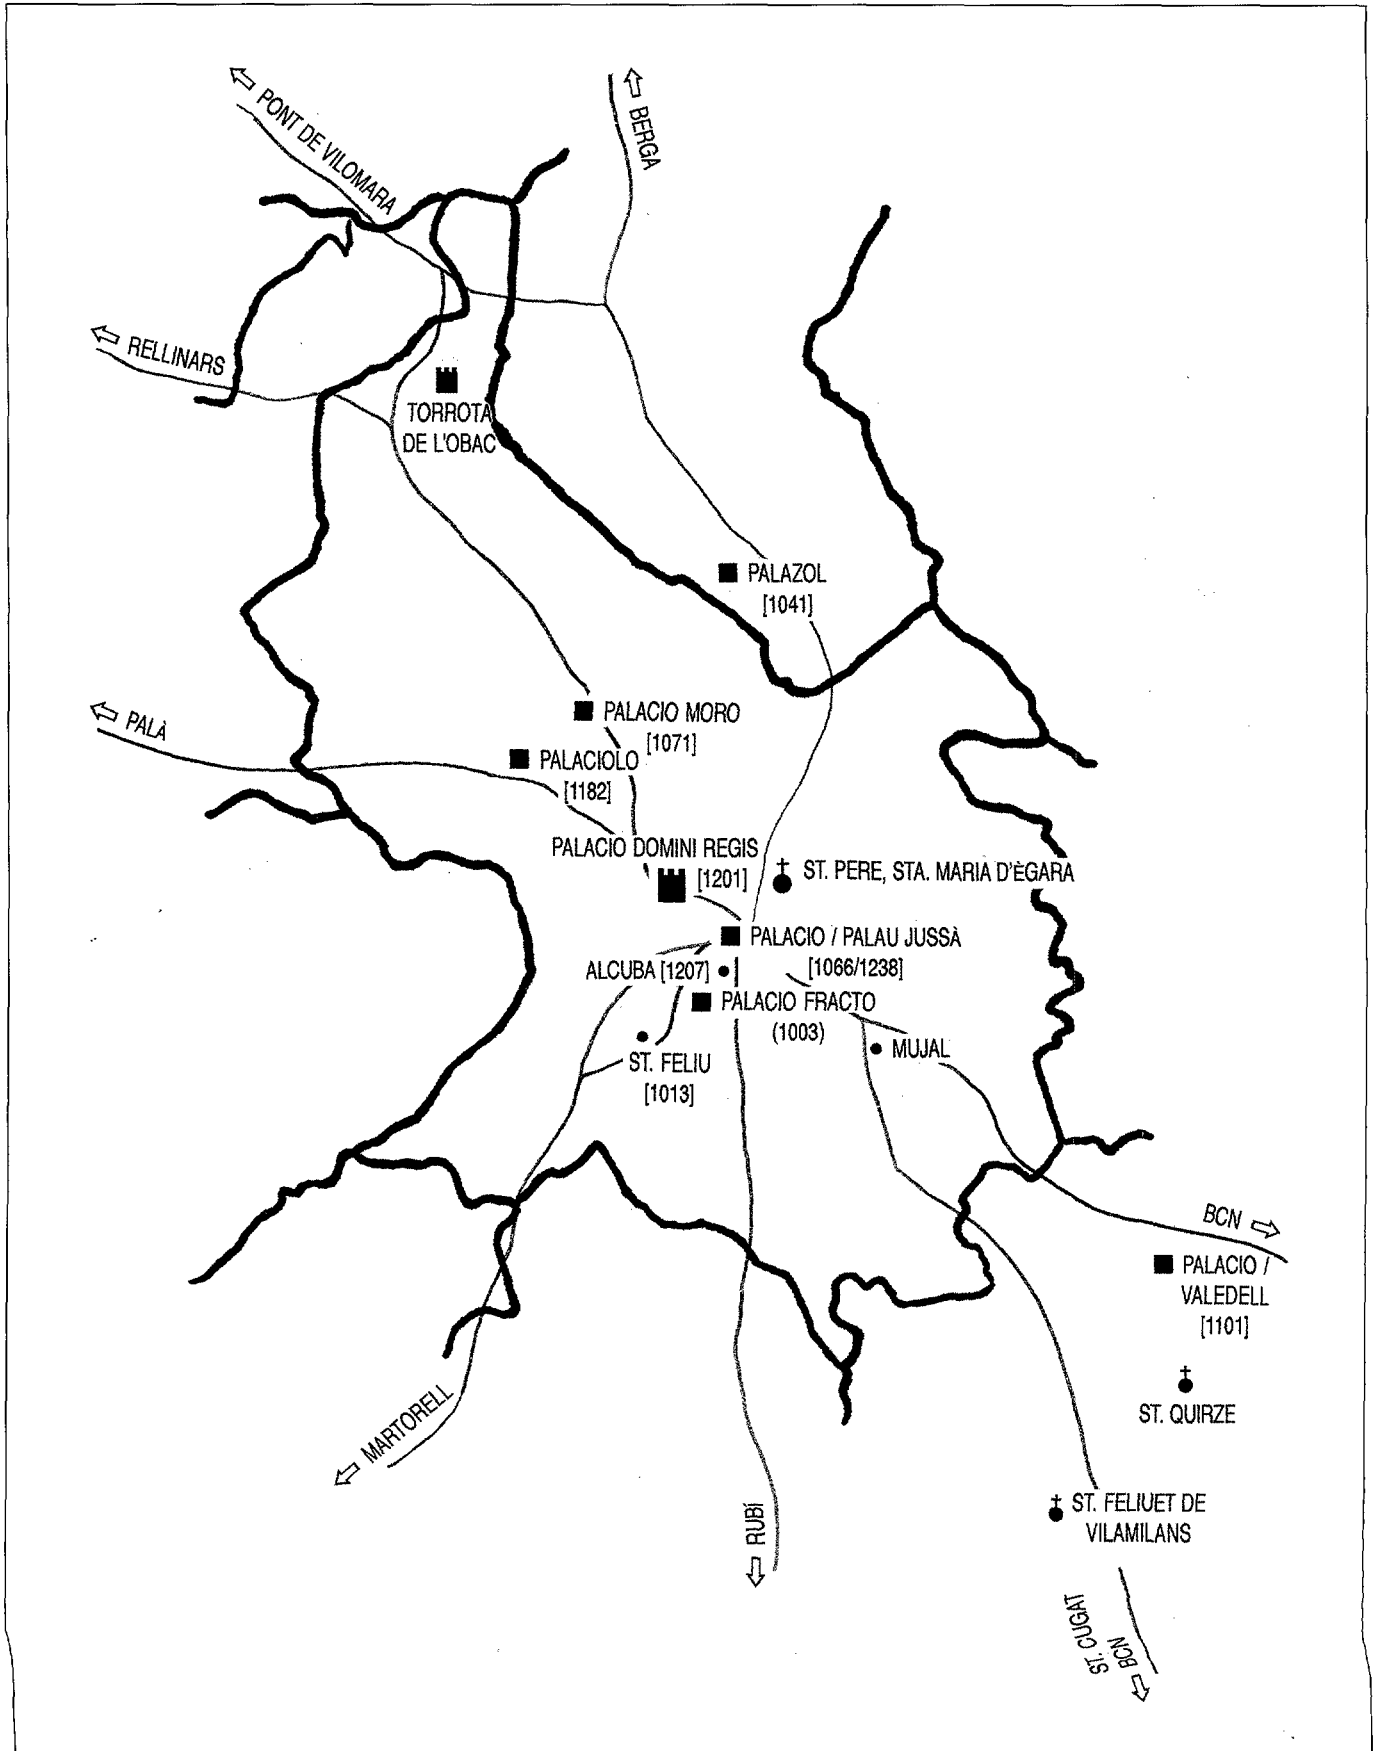 PONT DE VILOMARA
BERGA
RELLINARS
TORROTA
DE L'OBAC
PALAZOL
[1041]
PALACIO MORO
[1071]
PALÀ
PALACIOLO
[1182]
PALACIO DOMINI REGIS
[1201]
ST. PERE, STA. MARIA D'ÈGARA
PALACIO / PALAU JUSSÀ
[1066/1238]
ALCUBA [1207]
PALACIO FRACTO
(1003)
MUJAL
ST. FELIU
[1013]
BCN
PALACIO /
VALEDELL
[1101]
ST. QUIRZE
MARTORELL
RUBÍ
ST. FELIUET DE
VILAMILANS
ST. CUGAT
BCN